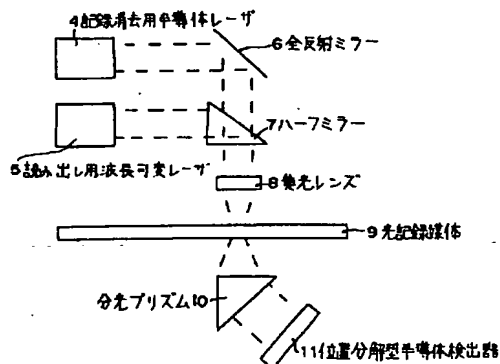 4記録消去用半導体レーザ
6全反射ミラー
7ハーフミラー
5読み出し用波長可変レーザ
8集光レンズ
9光記録媒体
分光プリズム10
11位置分解型半導体検出器